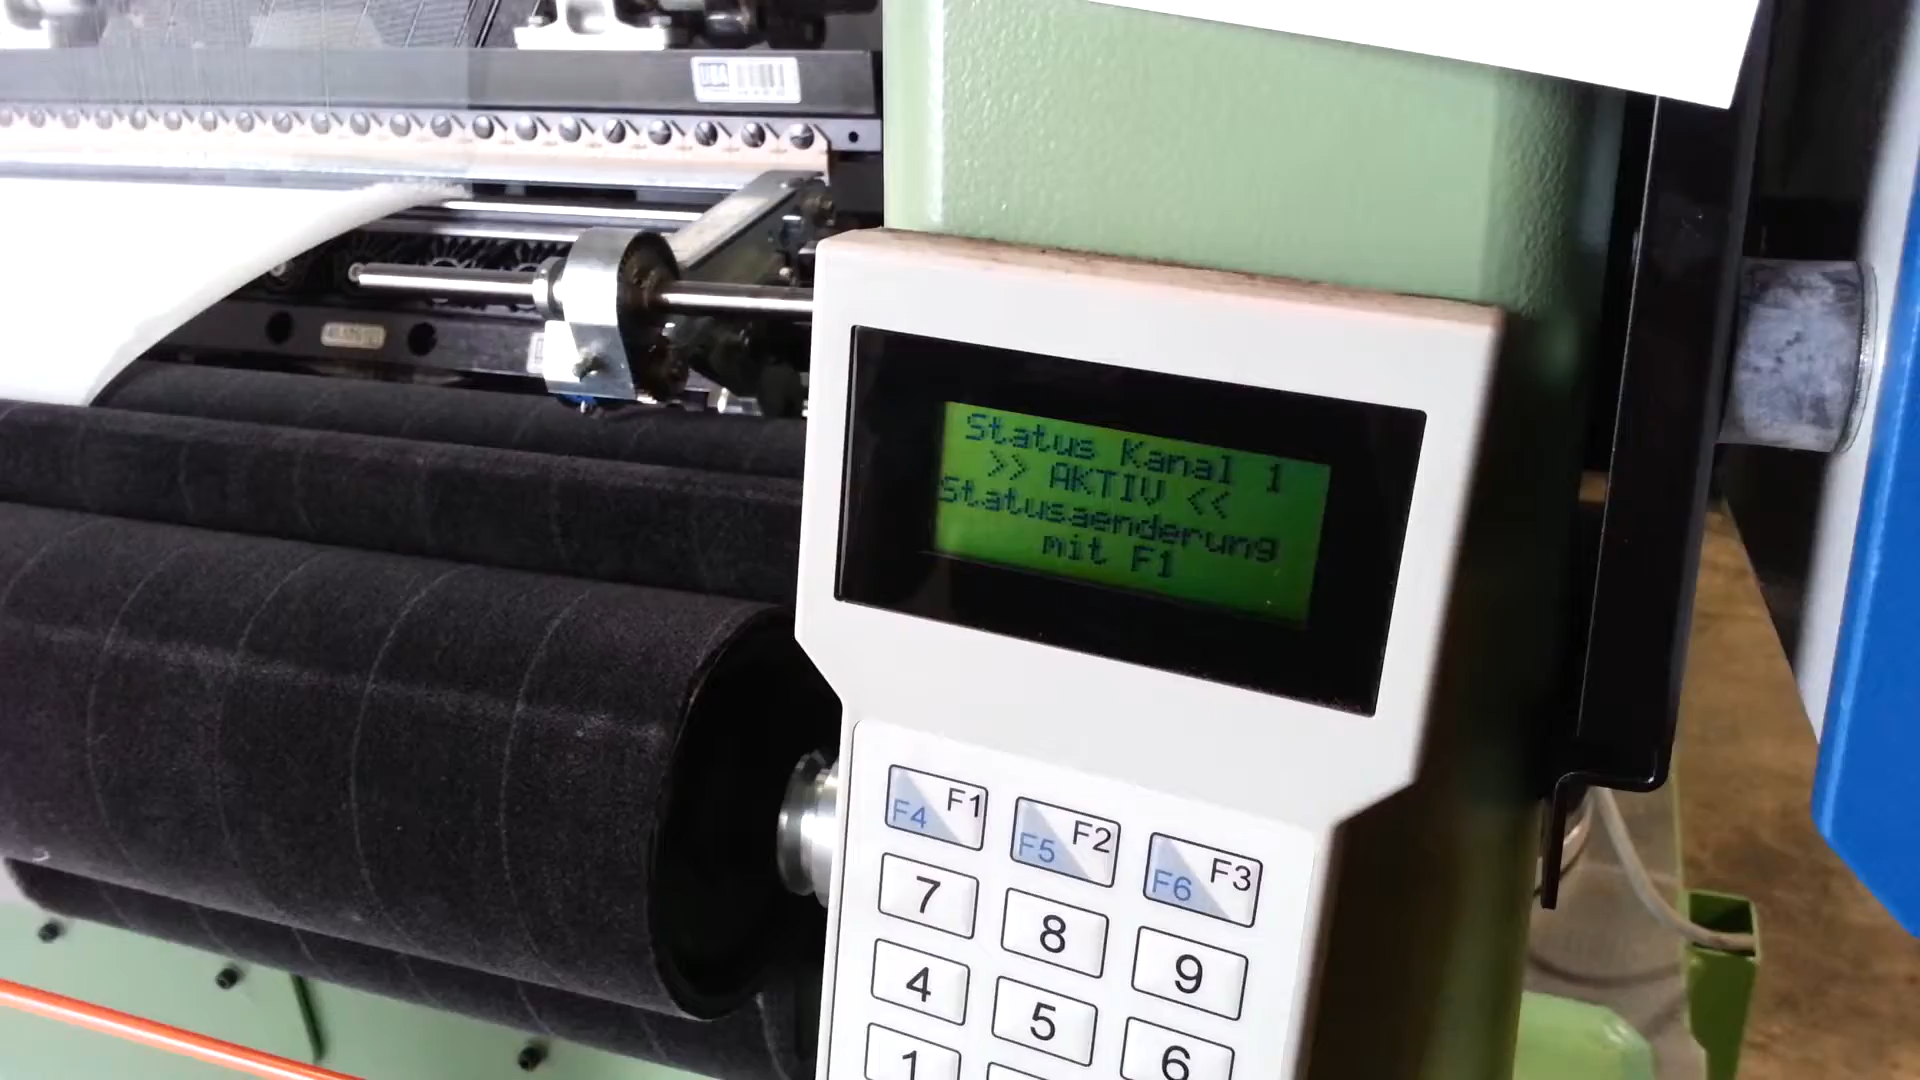 Status Kanal 1
>> AKTIV <<
Statusaenderung
mit F1
F4 F1
F5 F2
F6 F3
7
8
9
4
5
6
1